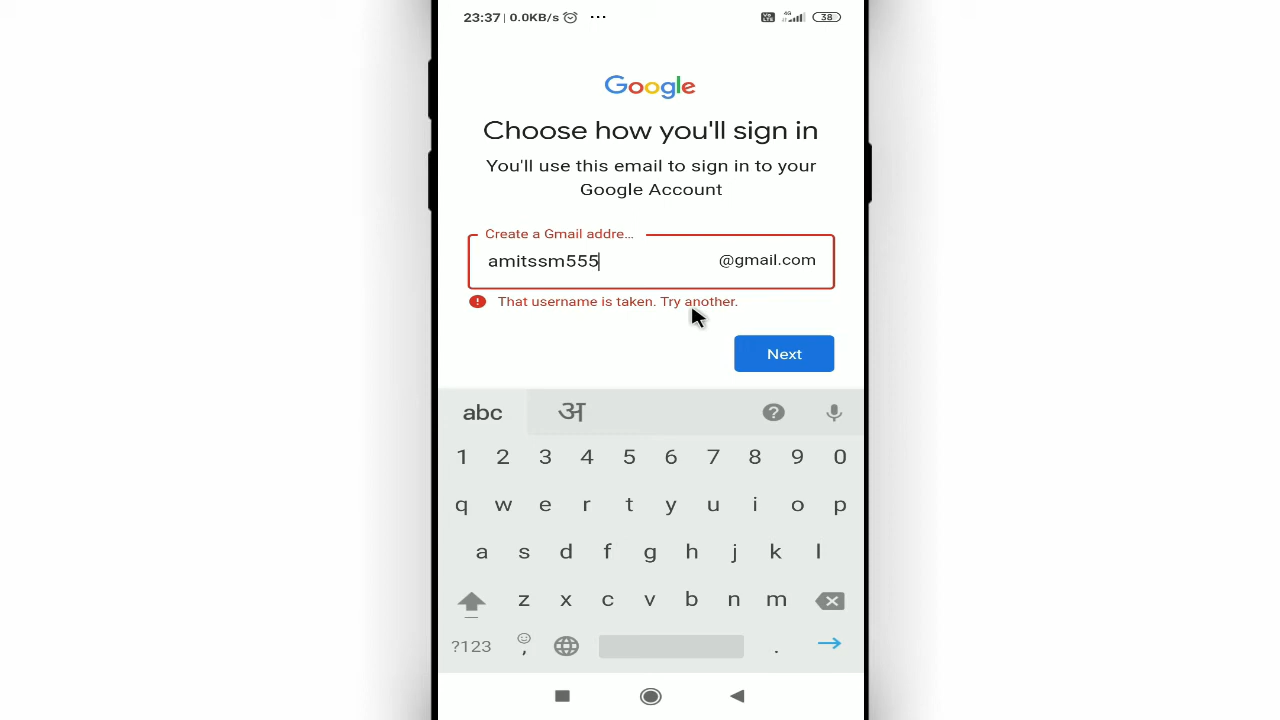 23:37 | 0.0KB/s ...
38
Google
Choose how you'll sign in
You'll use this email to sign in to your
Google Account
Create a Gmail addre...
amitssm555 @gmail.com
! That username is taken. Try another.
Next
abc अ ?
1 2 3 4 5 6 7 8 9 0
q w e r t y u i o p
a s d f g h j k l
z x c v b n m
?123 , .